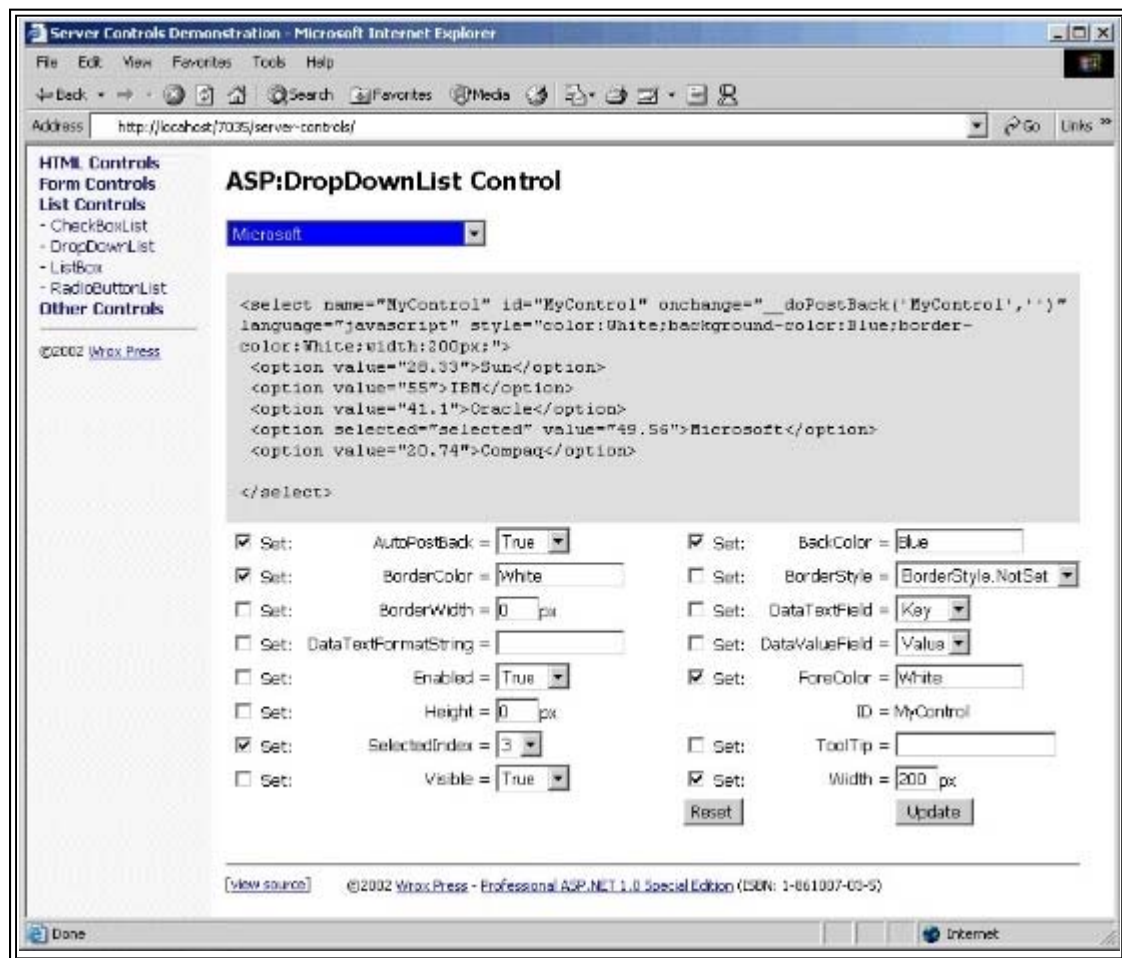 Server Controls Demonstration - Microsoft Internet Explorer
File Edit View Favorites Tools Help
Back Search Favorites Media
Address http://localhost/7035/server-controls/ Go Links »
HTML Controls
Form Controls
List Controls
- CheckBoxList
- DropDownList
- ListBox
- RadioButtonList
Other Controls
©2002 Wrox Press
ASP:DropDownList Control
Microsoft
<select name="MyControl" id="MyControl" onchange="__doPostBack('MyControl','')"
language="javascript" style="color:White;background-color:Blue;border-
color:White;width:200px;">
<option value="28.33">Sun</option>
<option value="55">IBM</option>
<option value="41.1">Oracle</option>
<option selected="selected" value="49.56">Microsoft</option>
<option value="20.74">Compaq</option>
</select>
Set: AutoPostBack = True Set: BackColor = Blue
Set: BorderColor = White Set: BorderStyle = BorderStyle.NotSet
Set: BorderWidth = 0 px Set: DataTextField = Key
Set: DataTextFormatString = Set: DataValueField = Value
Set: Enabled = True Set: ForeColor = White
Set: Height = 0 px ID = MyControl
Set: SelectedIndex = 3 Set: ToolTip =
Set: Visible = True Set: Width = 200 px
Reset Update
[view source] ©2002 Wrox Press - Professional ASP.NET 1.0 Special Edition (ISBN: 1-861007-03-5)
Done Internet